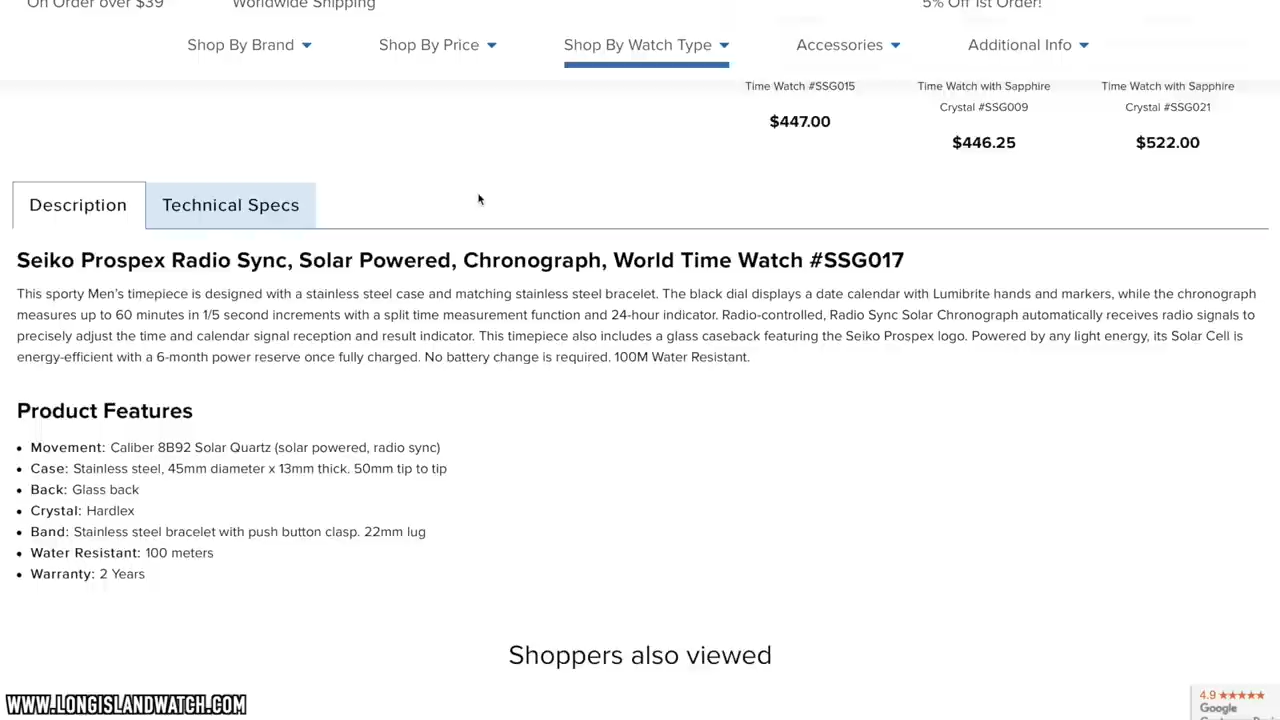 On Order over $39 Worldwide Shipping 5% Off 1st Order!
Shop By Brand Shop By Price Shop By Watch Type Accessories Additional Info
Time Watch #SSG015
$447.00
Time Watch with Sapphire
Crystal #SSG009
$446.25
Time Watch with Sapphire
Crystal #SSG021
$522.00
Description Technical Specs
Seiko Prospex Radio Sync, Solar Powered, Chronograph, World Time Watch #SSG017
This sporty Men's timepiece is designed with a stainless steel case and matching stainless steel bracelet. The black dial displays a date calendar with Lumibrite hands and markers, while the chronograph
measures up to 60 minutes in 1/5 second increments with a split time measurement function and 24-hour indicator. Radio-controlled, Radio Sync Solar Chronograph automatically receives radio signals to
precisely adjust the time and calendar signal reception and result indicator. This timepiece also includes a glass caseback featuring the Seiko Prospex logo. Powered by any light energy, its Solar Cell is
energy-efficient with a 6-month power reserve once fully charged. No battery change is required. 100M Water Resistant.
Product Features
• Movement: Caliber 8B92 Solar Quartz (solar powered, radio sync)
• Case: Stainless steel, 45mm diameter x 13mm thick. 50mm tip to tip
• Back: Glass back
• Crystal: Hardlex
• Band: Stainless steel bracelet with push button clasp. 22mm lug
• Water Resistant: 100 meters
• Warranty: 2 Years
Shoppers also viewed
WWW.LONGISLANDWATCH.COM
4.9 ★★★★★
Google